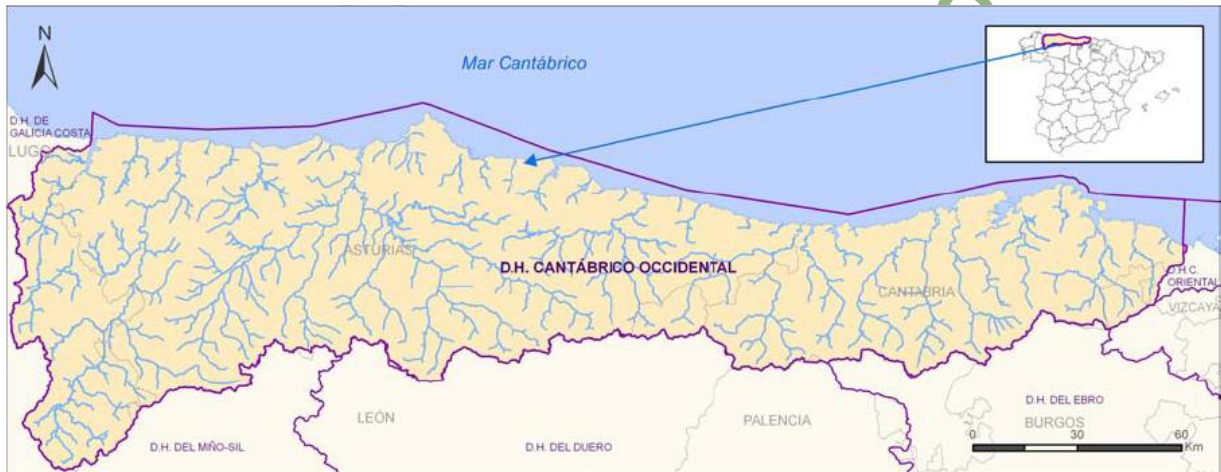 N
Mar Cantábrico
D.H. DE
GALICIA COSTA
LUGO
ASTURIAS
D.H. CANTÁBRICO OCCIDENTAL
CANTABRIA
D.H.C.
ORIENTAL
VIZCAYA
LEÓN
PALENCIA
D.H. DEL EBRO
BURGOS
D.H. DEL MIÑO-SIL
D.H. DEL DUERO
0 30 60
Km